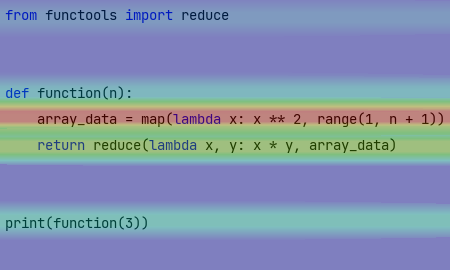 from functools import reduce
def function(n):
    array_data = map(lambda x: x ** 2, range(1, n + 1))
    return reduce(lambda x, y: x * y, array_data)
print(function(3))